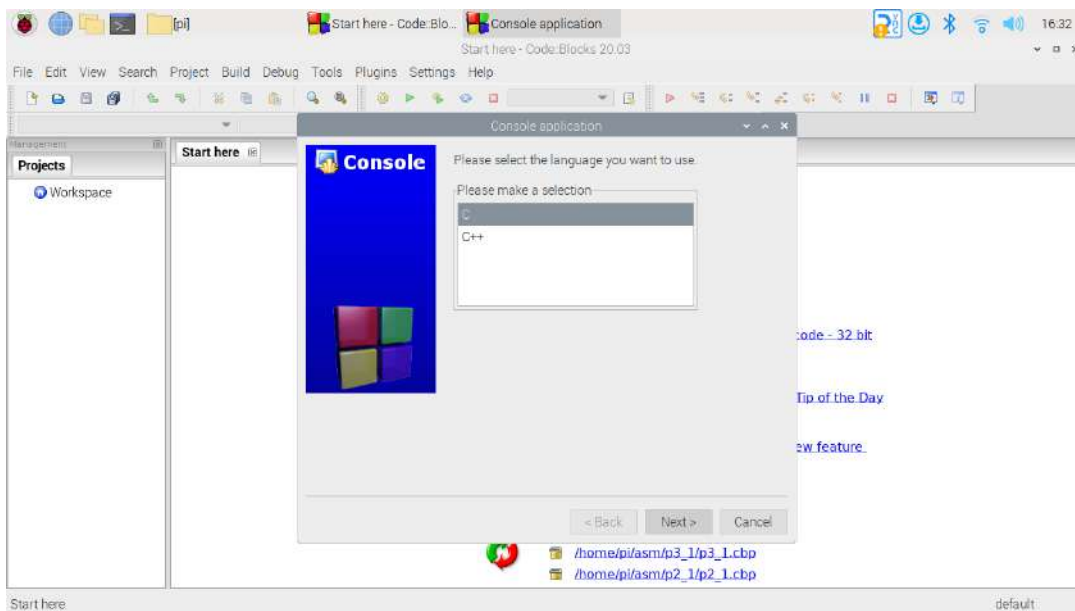 [pi]
Start here - Code::Blo...
Console application
16:32
Start here - Code::Blocks 20.03
File Edit View Search Project Build Debug Tools Plugins Settings Help
Console application
Management
Start here
Projects
Console
Please select the language you want to use.
Workspace
Please make a selection
C
C++
code - 32 bit
Tip of the Day
ew feature
< Back
Next >
Cancel
/home/pi/asm/p3_1/p3_1.cbp
/home/pi/asm/p2_1/p2_1.cbp
Start here
default